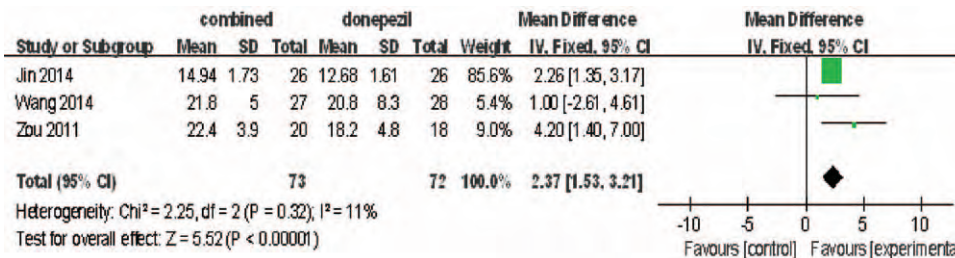 combined donepezil Mean Difference Mean Difference
Study or Subgroup Mean SD Total Mean SD Total Weight IV. Fixed. 95% CI IV. Fixed. 95% CI
Jin 2014 14.94 1.73 26 12.68 1.61 26 85.6% 2.26 [1.35, 3.17]
Wang 2014 21.8 5 27 20.8 8.3 28 5.4% 1.00 [-2.61, 4.61]
Zou 2011 22.4 3.9 20 18.2 4.8 18 9.0% 4.20 [1.40, 7.00]
Total (95% CI) 73 72 100.0% 2.37 [1.53, 3.21]
Heterogeneity: Chi² = 2.25, df = 2 (P = 0.32); I² = 11%
Test for overall effect: Z = 5.52 (P < 0.00001)
-10 -5 0 5 10
Favours [control] Favours [experimenta